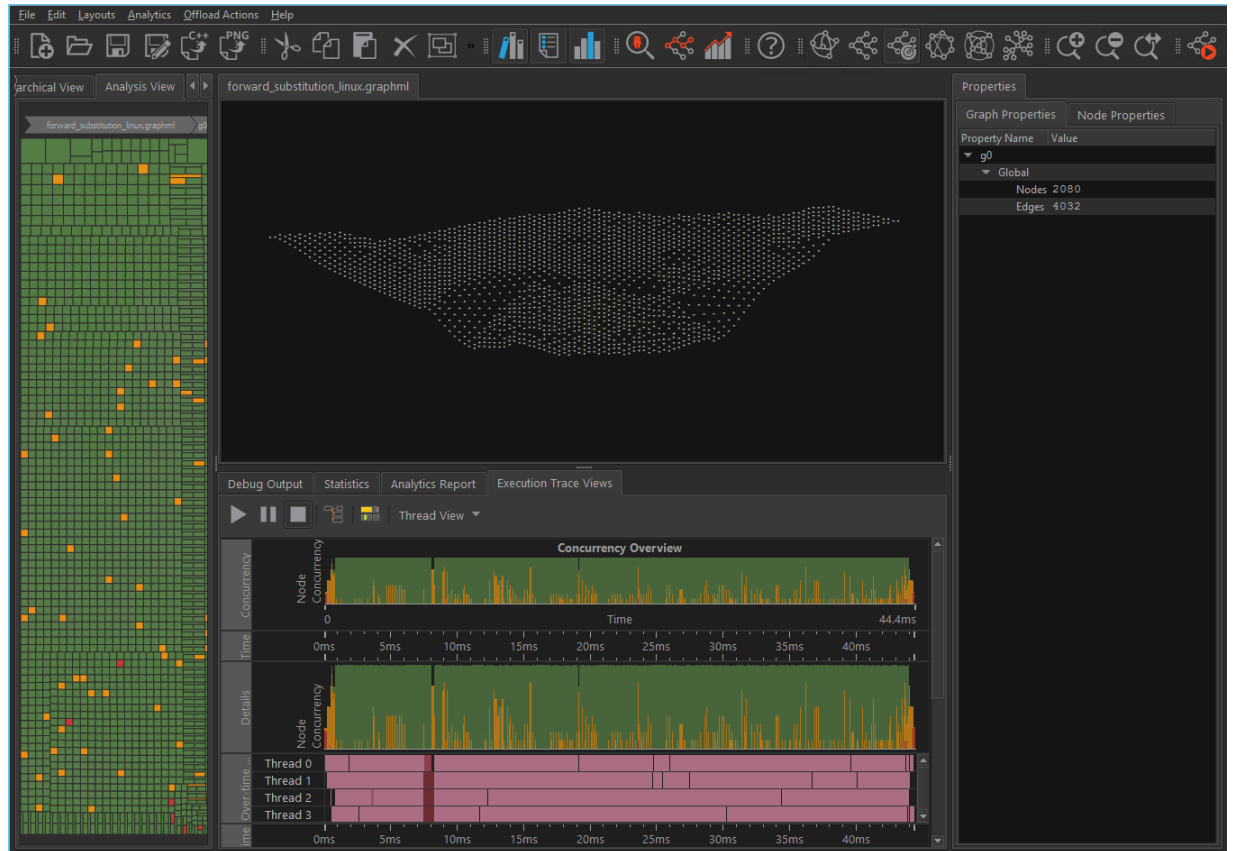 File Edit Layouts Analytics Offload Actions Help
C++ PNG
archical View Analysis View
forward_substitution_linux.graphml
Properties
forward_substitution_linux.graphml g0
Graph Properties Node Properties
Property Name Value
g0
Global
Nodes 2080
Edges 4032
Debug Output Statistics Analytics Report Execution Trace Views
Thread View
Concurrency Overview
Concurrency
Node
Concurrency
0 Time 44.4ms
Time
0ms 5ms 10ms 15ms 20ms 25ms 30ms 35ms 40ms
Details
Node
Concurrency
Over-time ...
Thread 0
Thread 1
Thread 2
Thread 3
ime
0ms 5ms 10ms 15ms 20ms 25ms 30ms 35ms 40ms